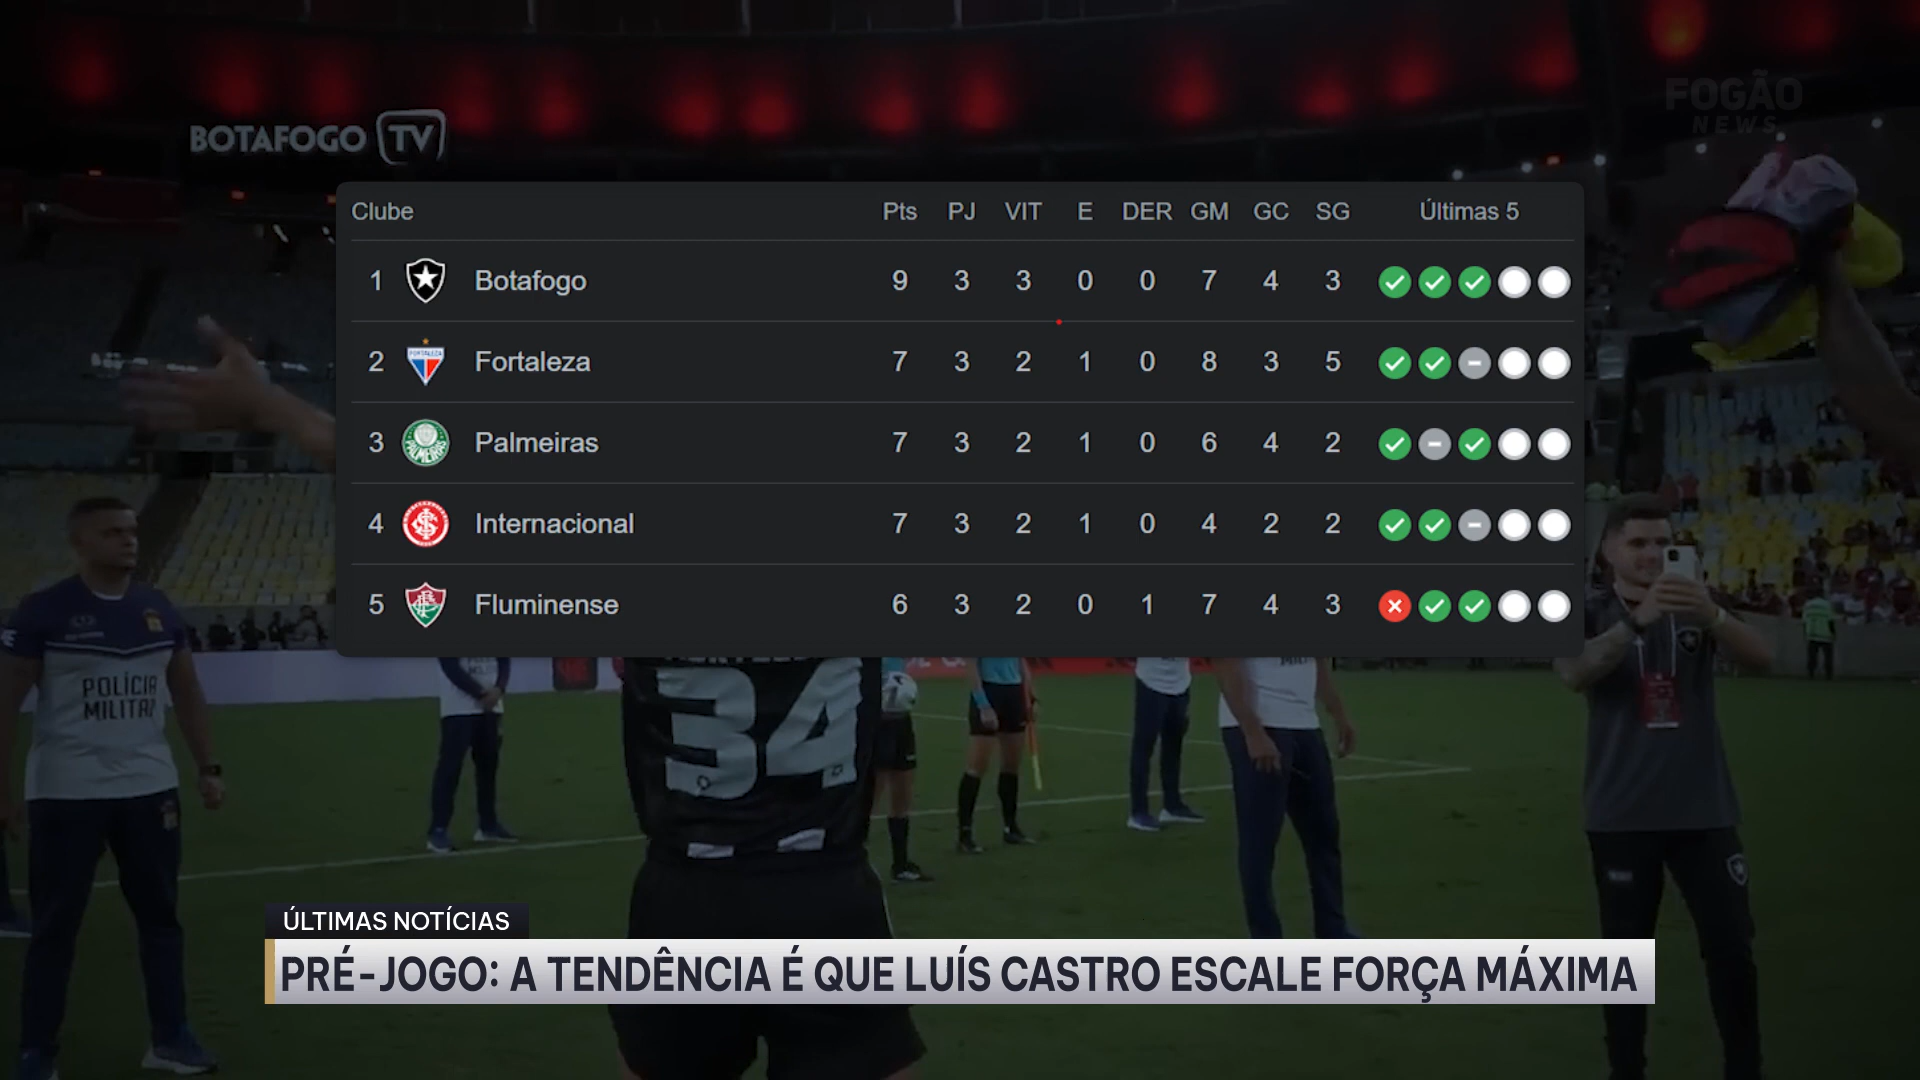 FOGÃO
NEWS
BOTAFOGO TV
Clube Pts PJ VIT E DER GM GC SG Últimas 5
1 Botafogo 9 3 3 0 0 7 4 3
2 Fortaleza 7 3 2 1 0 8 3 5
3 Palmeiras 7 3 2 1 0 6 4 2
4 Internacional 7 3 2 1 0 4 2 2
5 Fluminense 6 3 2 0 1 7 4 3
POLÍCIA
MILITAR
34
ÚLTIMAS NOTÍCIAS
PRÉ-JOGO: A TENDÊNCIA É QUE LUÍS CASTRO ESCALE FORÇA MÁXIMA